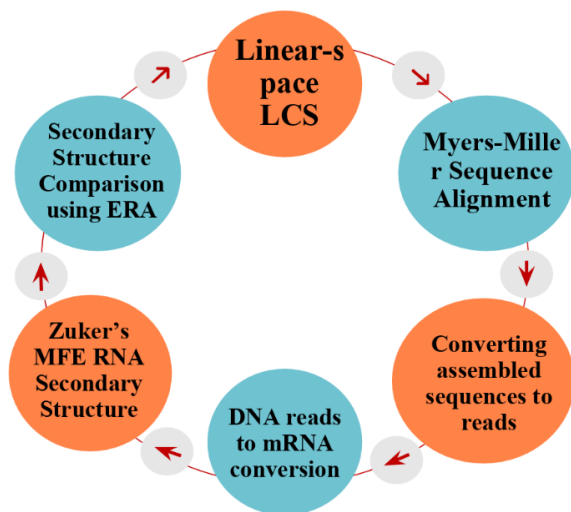 Linear-s
pace
LCS
Myers-Mille
r Sequence
Alignment
Converting
assembled
sequences to
reads
DNA reads
to mRNA
conversion
Zuker's
MFE RNA
Secondary
Structure
Secondary
Structure
Comparison
using ERA